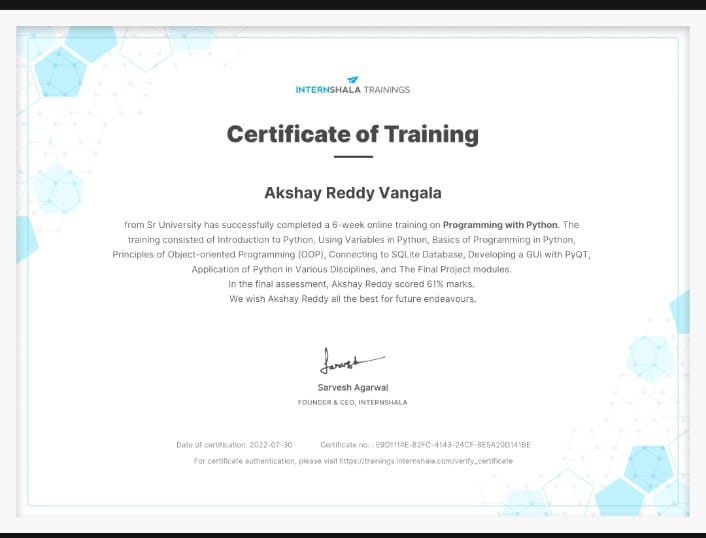 INTERNSHALA TRAININGS
Certificate of Training
Akshay Reddy Vangala
from Sr University has successfully completed a 6-week online training on Programming with Python. The
training consisted of Introduction to Python, Using Variables in Python, Basics of Programming in Python,
Principles of Object-oriented Programming (OOP), Connecting to SQLite Database, Developing a GUI with PyQT,
Application of Python in Various Disciplines, and The Final Project modules.
In the final assessment, Akshay Reddy scored 61% marks.
We wish Akshay Reddy all the best for future endeavours.
Sarvesh
Sarvesh Agarwal
FOUNDER & CEO, INTERNSHALA
Date of certification: 2022-07-30 Certificate no. : E9D1114E-82FC-4143-24CF-8E5A20D141BE
For certificate authentication, please visit https://trainings.internshala.com/verify_certificate